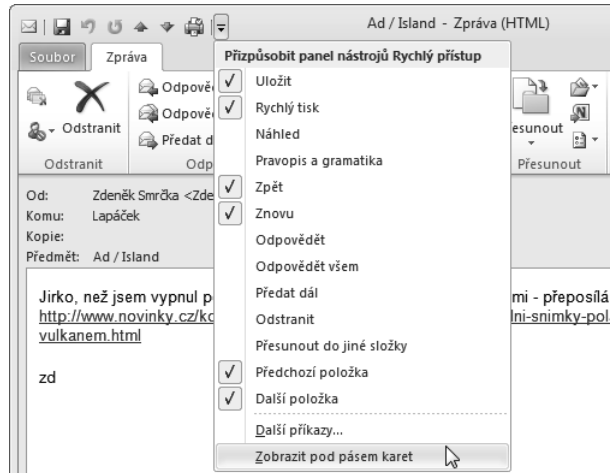 Ad / Island - Zpráva (HTML)
Soubor
Zpráva
Přizpůsobit panel nástrojů Rychlý přístup
Uložit
Rychlý tisk
Náhled
Pravopis a gramatika
Zpět
Znovu
Odpovědět
Odpovědět všem
Předat dál
Odstranit
Přesunout do jiné složky
Předchozí položka
Další položka
Další příkazy...
Zobrazit pod pásem karet
Odstranit
Odstranit
Odpově
Odpově
Předat d
Odp
esunout
Přesunout
Od: Zdeněk Smrčka <Zde
Komu: Lapáček
Kopie:
Předmět: Ad / Island
Jirko, než jsem vypnul p mi - přeposílá
http://www.novinky.cz/ko lni-snimky-pol
vulkanem.html
zd